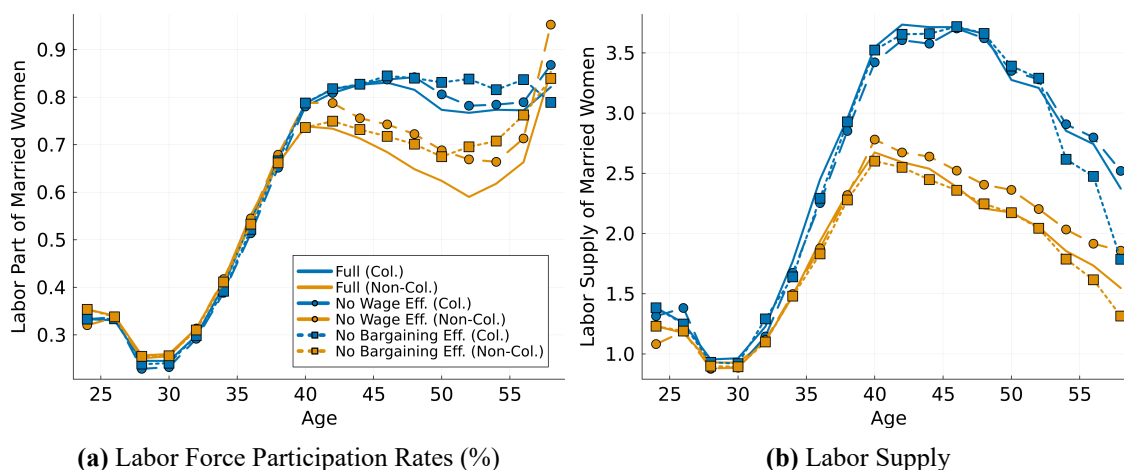 Labor Part of Married Women
0.9
0.8
0.7
0.6
0.5
0.4
0.3
25 30 35 40 45 50 55
Age
Full (Col.)
Full (Non-Col.)
No Wage Eff. (Col.)
No Wage Eff. (Non-Col.)
No Bargaining Eff. (Col.)
No Bargaining Eff. (Non-Col.)
(a) Labor Force Participation Rates (%)
Labor Supply of Married Women
3.5
3.0
2.5
2.0
1.5
1.0
25 30 35 40 45 50 55
Age
(b) Labor Supply